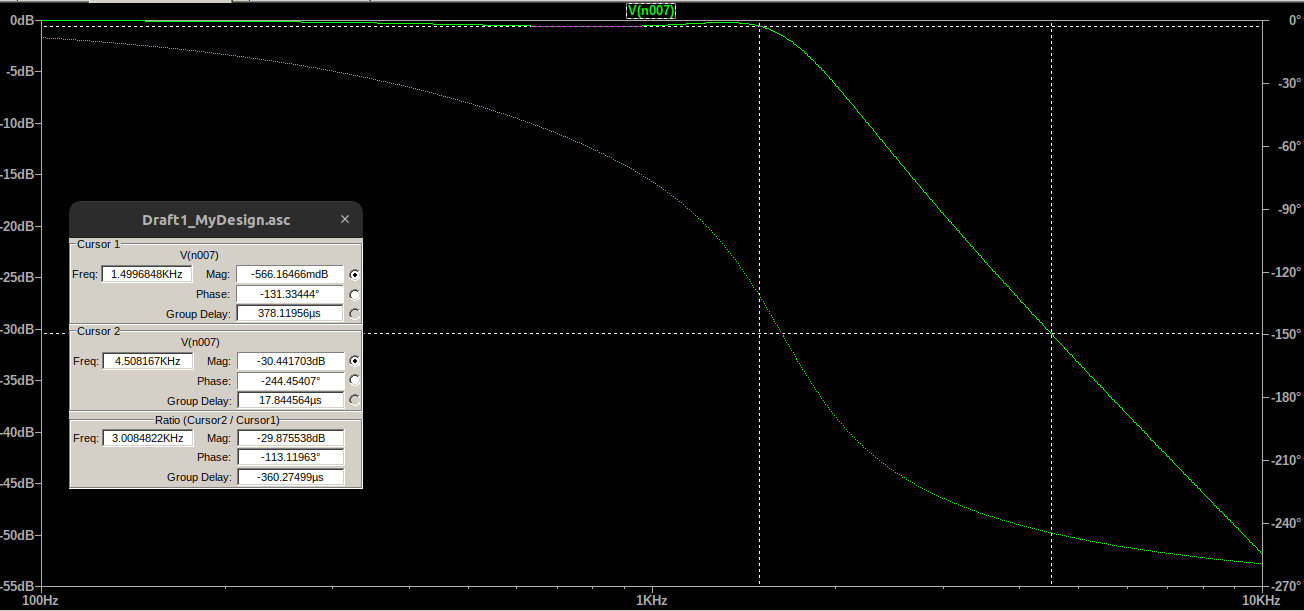 V(n007)
0dB
-5dB
-10dB
-15dB
-20dB
-25dB
-30dB
-35dB
-40dB
-45dB
-50dB
-55dB
0°
-30°
-60°
-90°
-120°
-150°
-180°
-210°
-240°
-270°
100Hz
1KHz
10KHz
Draft1_MyDesign.asc
Cursor 1
V(n007)
Freq: 1.4996848KHz Mag: -566.16466mdB
Phase: -131.33444°
Group Delay: 378.11956µs
Cursor 2
V(n007)
Freq: 4.508167KHz Mag: -30.441703dB
Phase: -244.45407°
Group Delay: 17.844564µs
Ratio (Cursor2 / Cursor1)
Freq: 3.0084822KHz Mag: -29.875538dB
Phase: -113.11963°
Group Delay: -360.27499µs